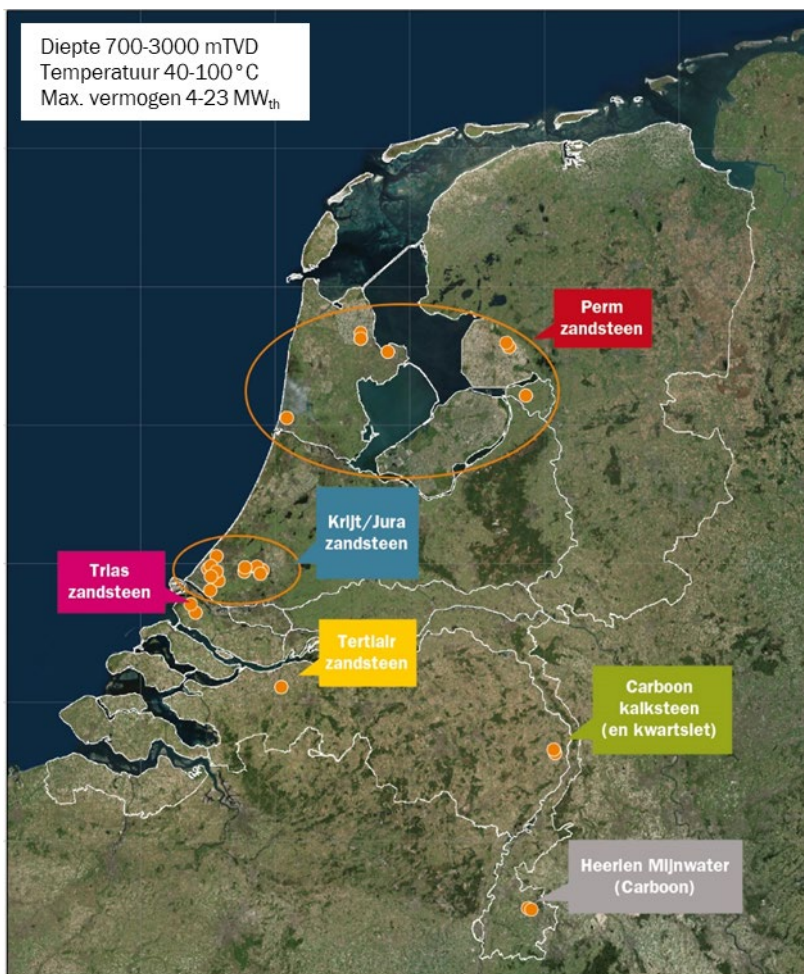 Diepte 700-3000 mTVD
Temperatuur 40-100°C
Max. vermogen 4-23 MWth
Perm
zandsteen
Krijt/Jura
zandsteen
Trias
zandsteen
Tertiair
zandsteen
Carboon
kalksteen
(en kwartsiet)
Heerlen Mijnwater
(Carboon)